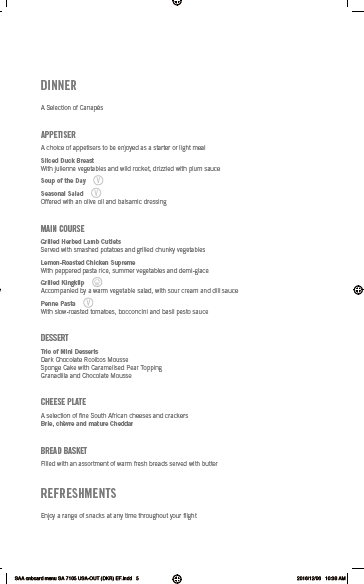 DINNER
A Selection of Canapés
APPETISER
A choice of appetisers to be enjoyed as a starter or light meal
Sliced Duck Breast
With julienne vegetables and wild rocket, drizzled with plum sauce
Soup of the Day
Seasonal Salad
Offered with an olive oil and balsamic dressing
MAIN COURSE
Grilled Herbed Lamb Cutlets
Served with smashed potatoes and grilled chunky vegetables
Lemon-Roasted Chicken Supreme
With peppered pasta rice, summer vegetables and demi-glace
Grilled Kingklip
Accompanied by a warm vegetable salad, with sour cream and dill sauce
Penne Pasta
With slow-roasted tomatoes, bocconcini and basil pesto sauce
DESSERT
Trio of Mini Desserts
Dark Chocolate Rooibos Mousse
Sponge Cake with Caramelised Pear Topping
Granadilla and Chocolate Mousse
CHEESE PLATE
A selection of fine South African cheeses and crackers
Brie, chèvre and mature Cheddar
BREAD BASKET
Filled with an assortment of warm fresh breads served with butter
REFRESHMENTS
Enjoy a range of snacks at any time throughout your flight
SAA onboard menu SA 7105 USA-OUT (DKR) EF.indd 5
2016/12/06 10:38 AM